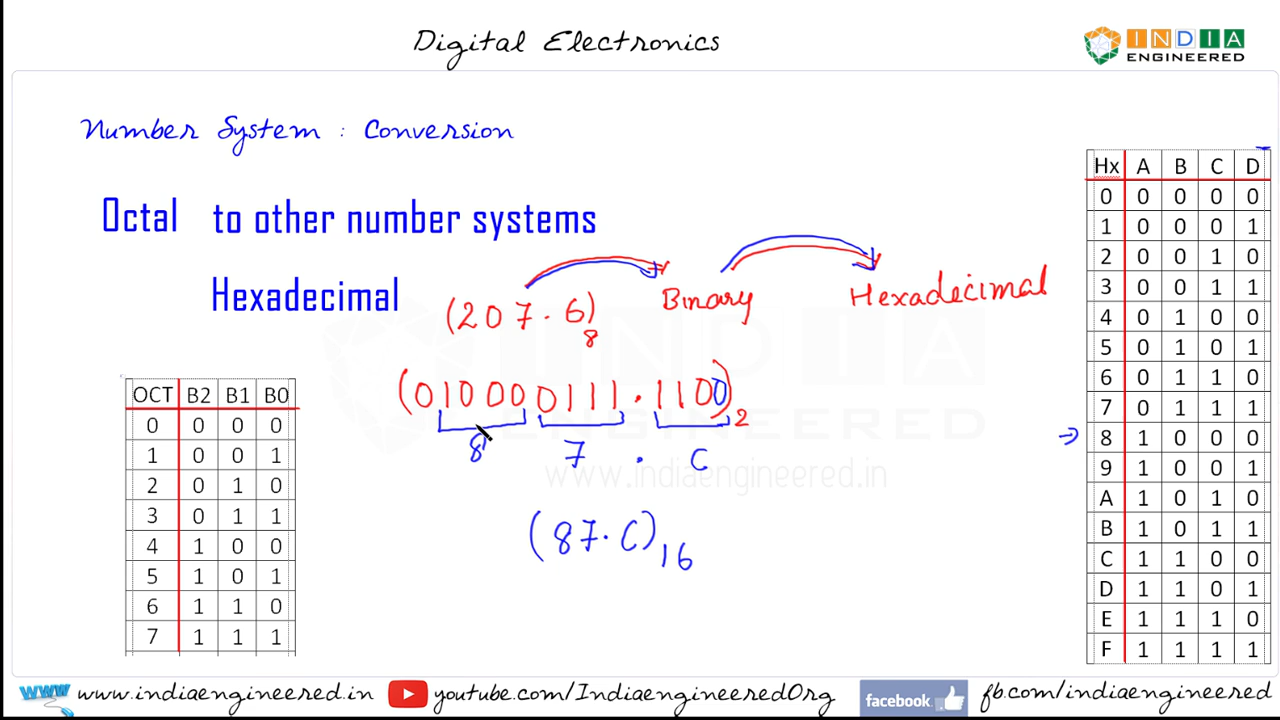 Digital Electronics
INDIA
ENGINEERED
Number System : Conversion
Octal to other number systems
Hexadecimal
(207.6)8
Binary
Hexadecimal
(010000111.1100)2
8 7 . C
(87.C)16
OCT B2 B1 B0
0 0 0 0
1 0 0 1
2 0 1 0
3 0 1 1
4 1 0 0
5 1 0 1
6 1 1 0
7 1 1 1
Hx A B C D
0 0 0 0 0
1 0 0 0 1
2 0 0 1 0
3 0 0 1 1
4 0 1 0 0
5 0 1 0 1
6 0 1 1 0
7 0 1 1 1
⇒ 8 1 0 0 0
9 1 0 0 1
A 1 0 1 0
B 1 0 1 1
C 1 1 0 0
D 1 1 0 1
E 1 1 1 0
F 1 1 1 1
INDIA
ENGINEERED
www.indiaengineered.in
www www.indiaengineered.in youtube.com/IndiaengineeredOrg facebook fb.com/indiaengineered